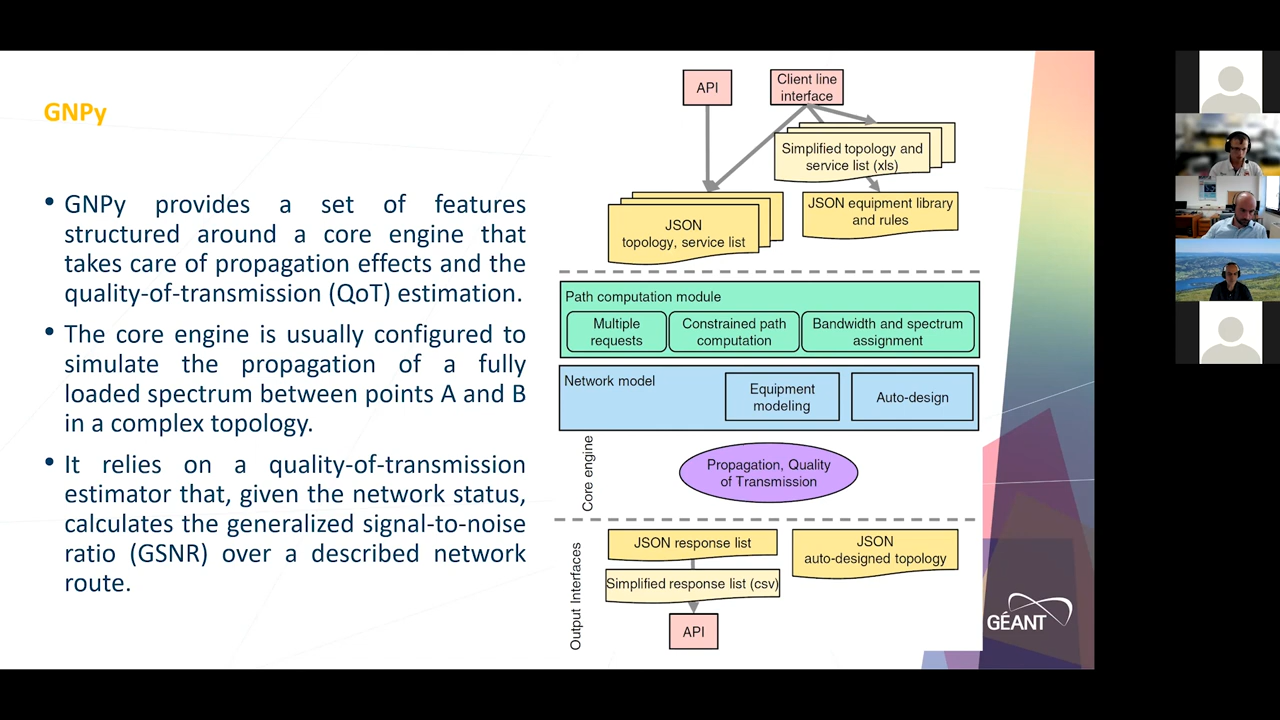 GNPy
• GNPy provides a set of features
structured around a core engine that
takes care of propagation effects and the
quality-of-transmission (QoT) estimation.
• The core engine is usually configured to
simulate the propagation of a fully
loaded spectrum between points A and B
in a complex topology.
• It relies on a quality-of-transmission
estimator that, given the network status,
calculates the generalized signal-to-noise
ratio (GSNR) over a described network
route.
API
Client line
interface
Simplified topology and
service list (xls)
JSON
topology, service list
JSON equipment library
and rules
Path computation module
Multiple
requests
Constrained path
computation
Bandwidth and spectrum
assignment
Network model
Equipment
modeling
Auto-design
Core engine
Propagation, Quality
of Transmission
Output Interfaces
JSON response list
JSON
auto-designed topology
Simplified response list (csv)
API
GÉANT